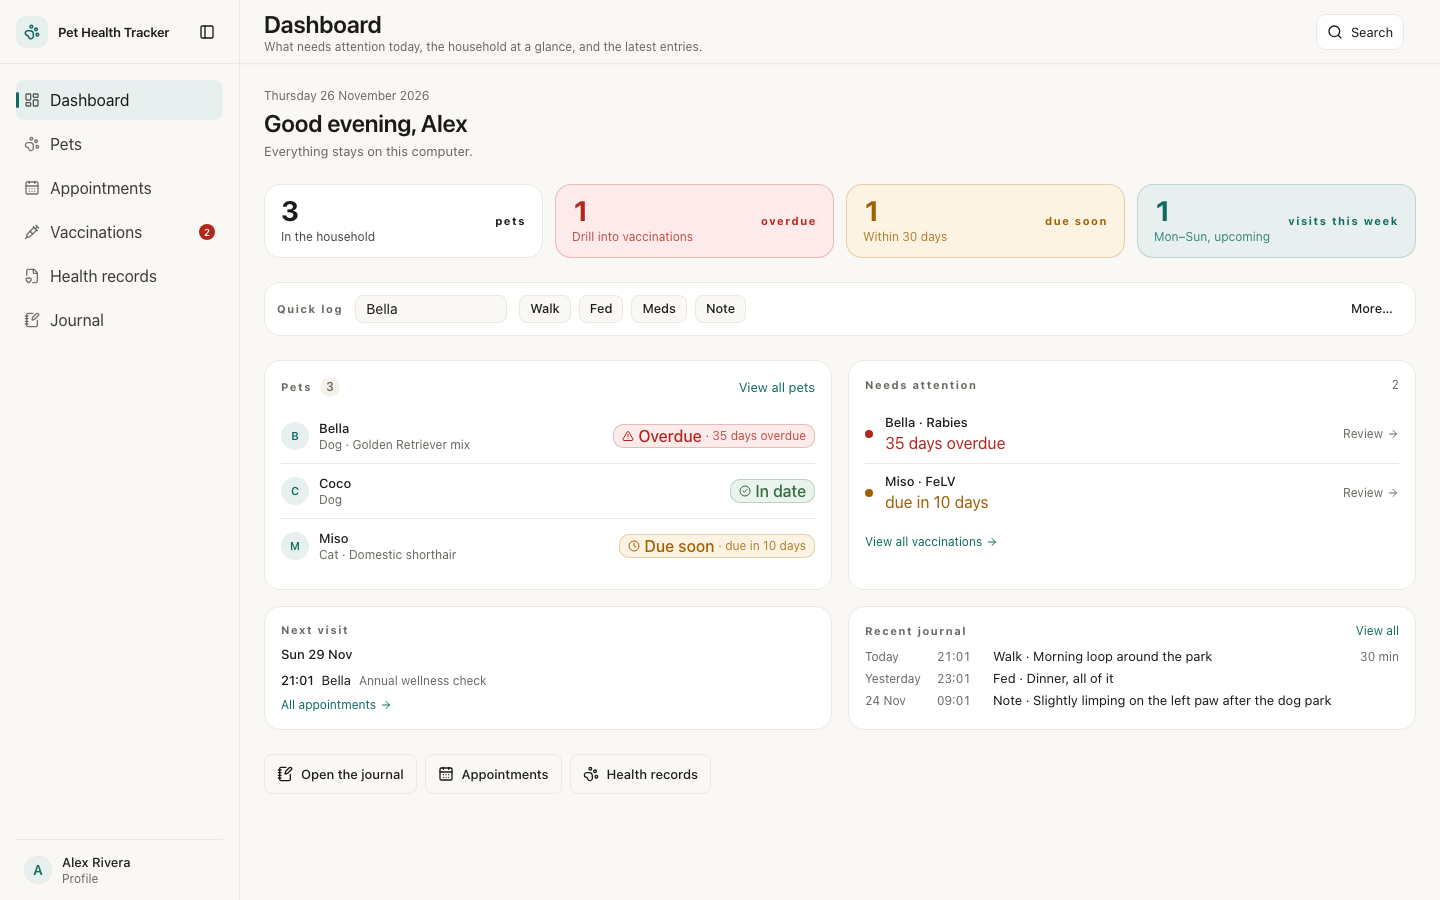 Pet Health Tracker
Dashboard
Pets
Appointments
Vaccinations 2
Health records
Journal
Alex Rivera
Profile
Dashboard
What needs attention today, the household at a glance, and the latest entries.
Search
Thursday 26 November 2026
Good evening, Alex
Everything stays on this computer.
3
pets
In the household
1
overdue
Drill into vaccinations
1
due soon
Within 30 days
1
visits this week
Mon–Sun, upcoming
Quick log Bella Walk Fed Meds Note More...
Pets 3 View all pets
B
Bella
Dog · Golden Retriever mix
Overdue · 35 days overdue
C
Coco
Dog
In date
M
Miso
Cat · Domestic shorthair
Due soon · due in 10 days
Needs attention 2
Bella · Rabies
35 days overdue
Review →
Miso · FeLV
due in 10 days
Review →
View all vaccinations →
Next visit
Sun 29 Nov
21:01 Bella Annual wellness check
All appointments →
Recent journal View all
Today 21:01 Walk · Morning loop around the park 30 min
Yesterday 23:01 Fed · Dinner, all of it
24 Nov 09:01 Note · Slightly limping on the left paw after the dog park
Open the journal Appointments Health records
A